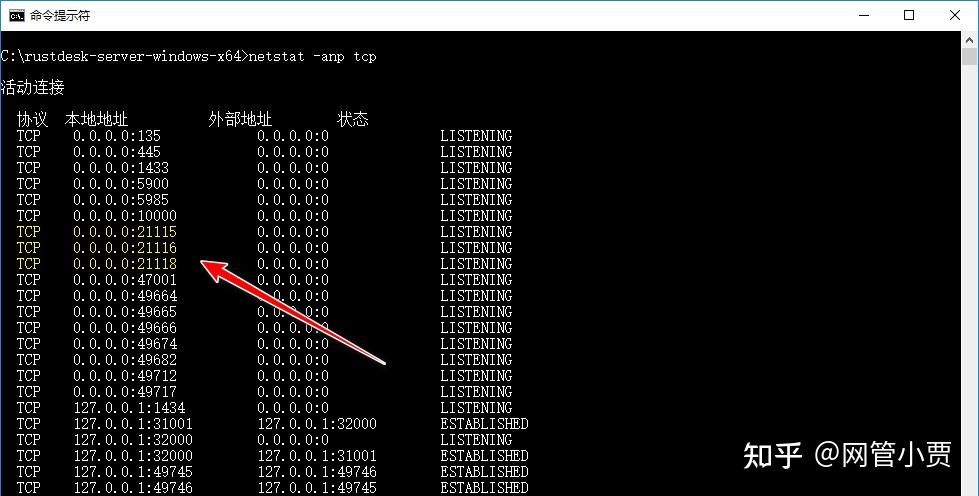 命令提示符
C:\rustdesk-server-windows-x64>netstat -anp tcp
活动连接
协议 本地地址 外部地址 状态
TCP 0.0.0.0:135 0.0.0.0:0 LISTENING
TCP 0.0.0.0:445 0.0.0.0:0 LISTENING
TCP 0.0.0.0:1433 0.0.0.0:0 LISTENING
TCP 0.0.0.0:5900 0.0.0.0:0 LISTENING
TCP 0.0.0.0:5985 0.0.0.0:0 LISTENING
TCP 0.0.0.0:10000 0.0.0.0:0 LISTENING
TCP 0.0.0.0:21115 0.0.0.0:0 LISTENING
TCP 0.0.0.0:21116 0.0.0.0:0 LISTENING
TCP 0.0.0.0:21118 0.0.0.0:0 LISTENING
TCP 0.0.0.0:47001 0.0.0.0:0 LISTENING
TCP 0.0.0.0:49664 0.0.0.0:0 LISTENING
TCP 0.0.0.0:49665 0.0.0.0:0 LISTENING
TCP 0.0.0.0:49666 0.0.0.0:0 LISTENING
TCP 0.0.0.0:49674 0.0.0.0:0 LISTENING
TCP 0.0.0.0:49682 0.0.0.0:0 LISTENING
TCP 0.0.0.0:49712 0.0.0.0:0 LISTENING
TCP 0.0.0.0:49717 0.0.0.0:0 LISTENING
TCP 127.0.0.1:1434 0.0.0.0:0 LISTENING
TCP 127.0.0.1:31001 127.0.0.1:32000 ESTABLISHED
TCP 127.0.0.1:32000 0.0.0.0:0 LISTENING
TCP 127.0.0.1:32000 127.0.0.1:31001 ESTABLISHED
TCP 127.0.0.1:49745 127.0.0.1:49746 ESTABLISHED
TCP 127.0.0.1:49746 127.0.0.1:49745 ESTABLISHED
知乎 @网管小贾